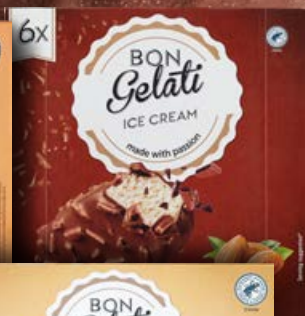 6x
BON
Gelati
ICE CREAM
made with passion
BON